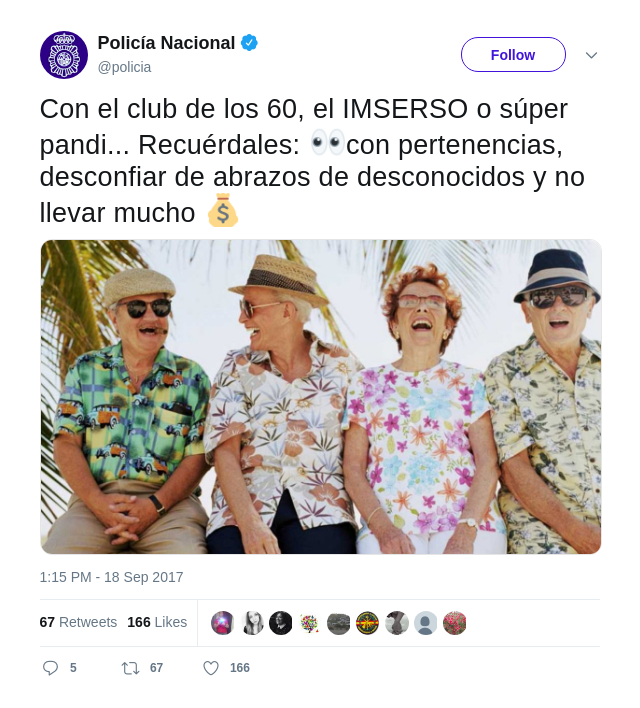 Policía Nacional
@policia
Follow
Con el club de los 60, el IMSERSO o súper
pandi... Recuérdales: 👀con pertenencias,
desconfiar de abrazos de desconocidos y no
llevar mucho 💰
1:15 PM - 18 Sep 2017
67 Retweets 166 Likes
5 67 166